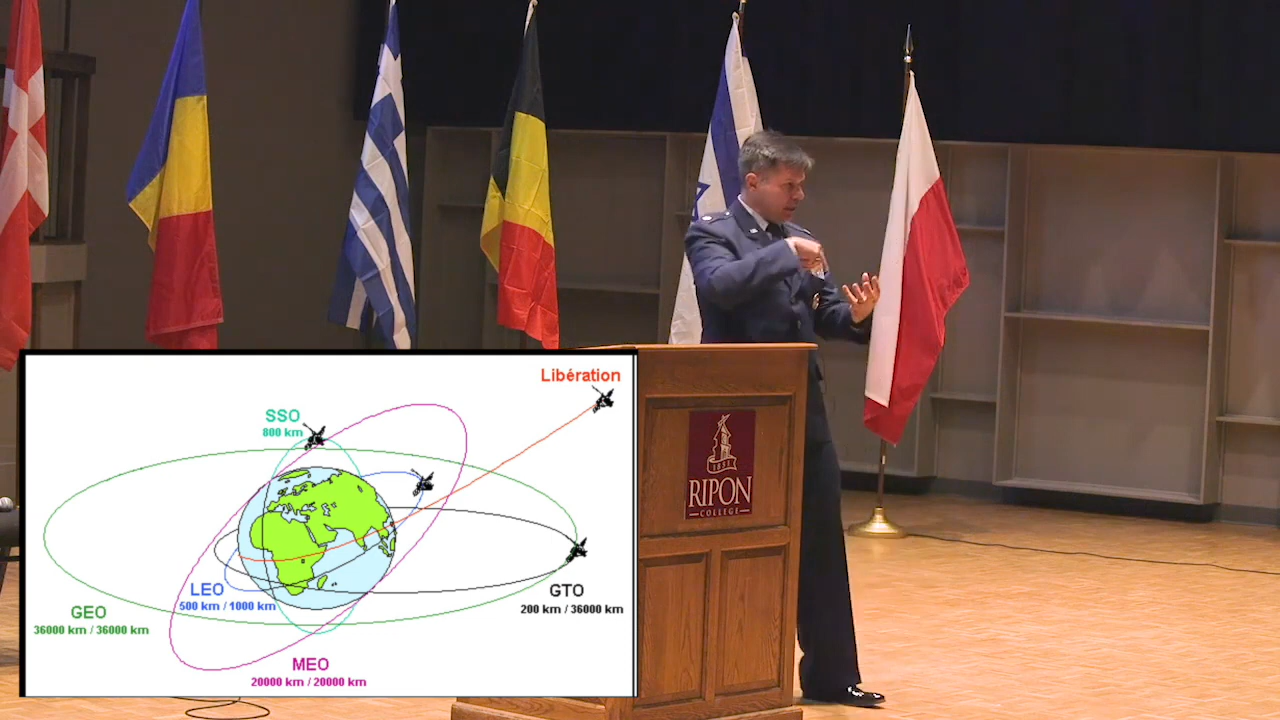 Libération
SSO
800 km
LEO
500 km / 1000 km
GTO
200 km / 36000 km
GEO
36000 km / 36000 km
MEO
20000 km / 20000 km
1851
RIPON
COLLEGE